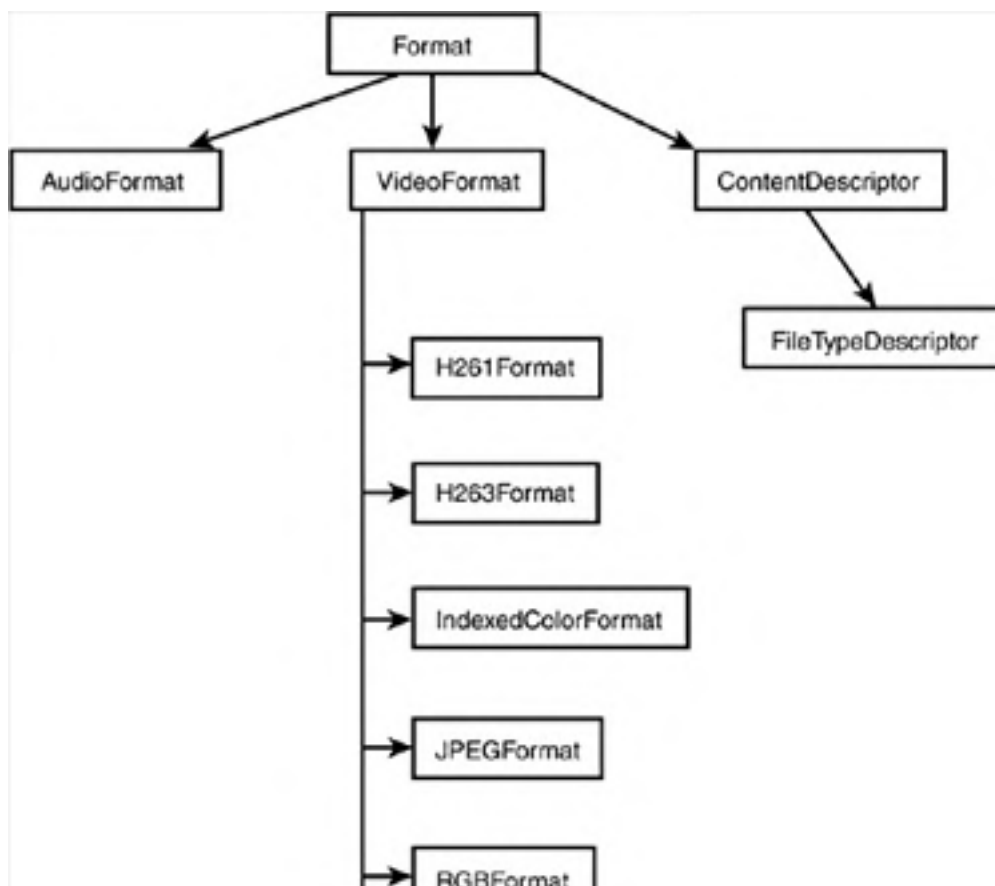 Format
AudioFormat
VideoFormat
ContentDescriptor
FileTypeDescriptor
H261Format
H263Format
IndexedColorFormat
JPEGFormat
RGBFormat